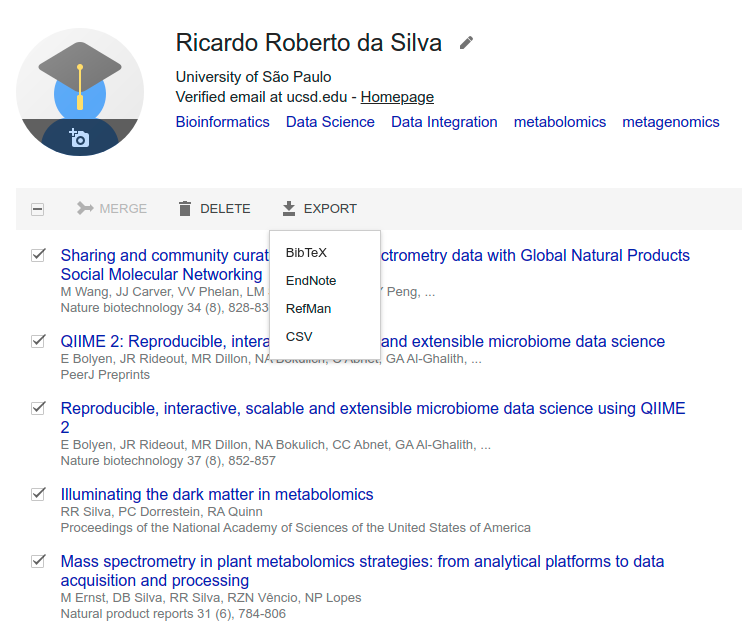 Ricardo Roberto da Silva
University of São Paulo
Verified email at ucsd.edu - Homepage
Bioinformatics Data Science Data Integration metabolomics metagenomics
MERGE DELETE EXPORT
BibTeX
EndNote
RefMan
CSV
Sharing and community curat ctrometry data with Global Natural Products
Social Molecular Networking
M Wang, JJ Carver, VV Phelan, LM Peng, ...
Nature biotechnology 34 (8), 828-83
QIIME 2: Reproducible, intera and extensible microbiome data science
E Bolyen, JR Rideout, MR Dillon, NA Bokulich, C Abnet, GA Al-Ghalith, ...
PeerJ Preprints
Reproducible, interactive, scalable and extensible microbiome data science using QIIME
2
E Bolyen, JR Rideout, MR Dillon, NA Bokulich, CC Abnet, GA Al-Ghalith, ...
Nature biotechnology 37 (8), 852-857
Illuminating the dark matter in metabolomics
RR Silva, PC Dorrestein, RA Quinn
Proceedings of the National Academy of Sciences of the United States of America
Mass spectrometry in plant metabolomics strategies: from analytical platforms to data
acquisition and processing
M Ernst, DB Silva, RR Silva, RZN Vêncio, NP Lopes
Natural product reports 31 (6), 784-806